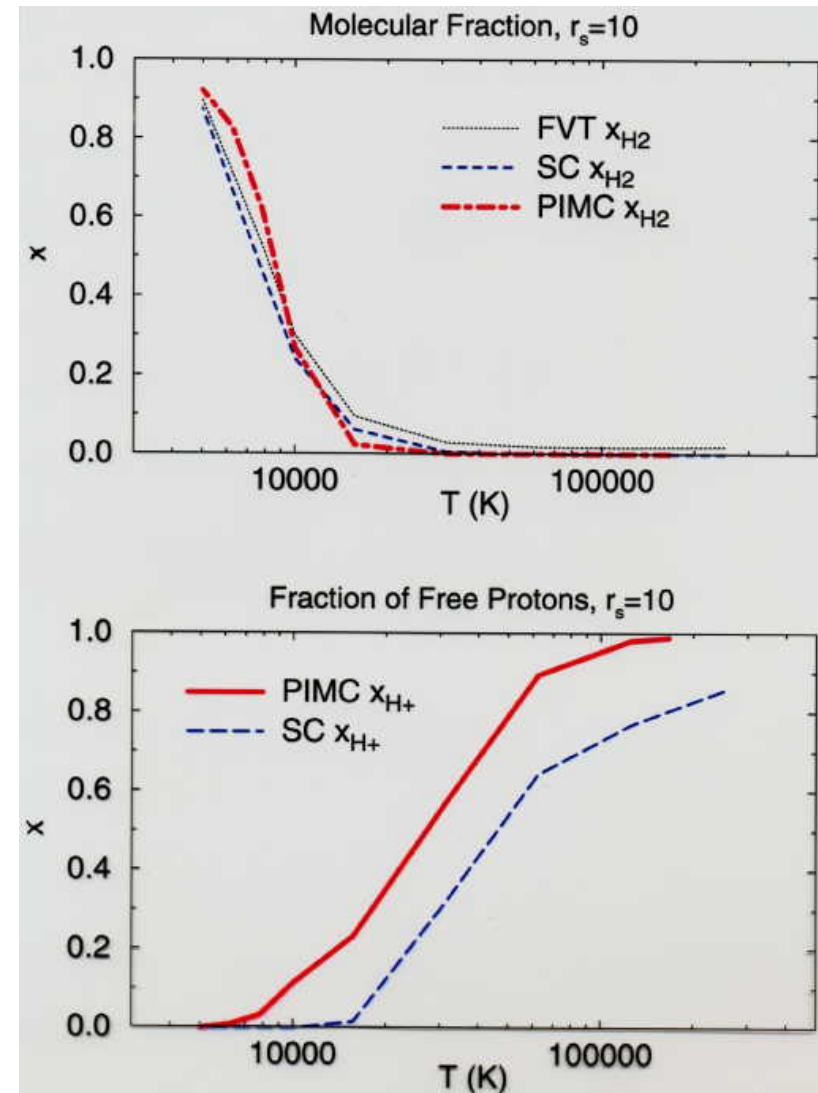 Molecular Fraction, r_s=10
1.0
0.8
0.6
0.4
0.2
0.0
x
FVT x_H2
SC x_H2
PIMC x_H2
10000 100000
T (K)
Fraction of Free Protons, r_s=10
1.0
0.8
0.6
0.4
0.2
0.0
x
PIMC x_H+
SC x_H+
10000 100000
T (K)